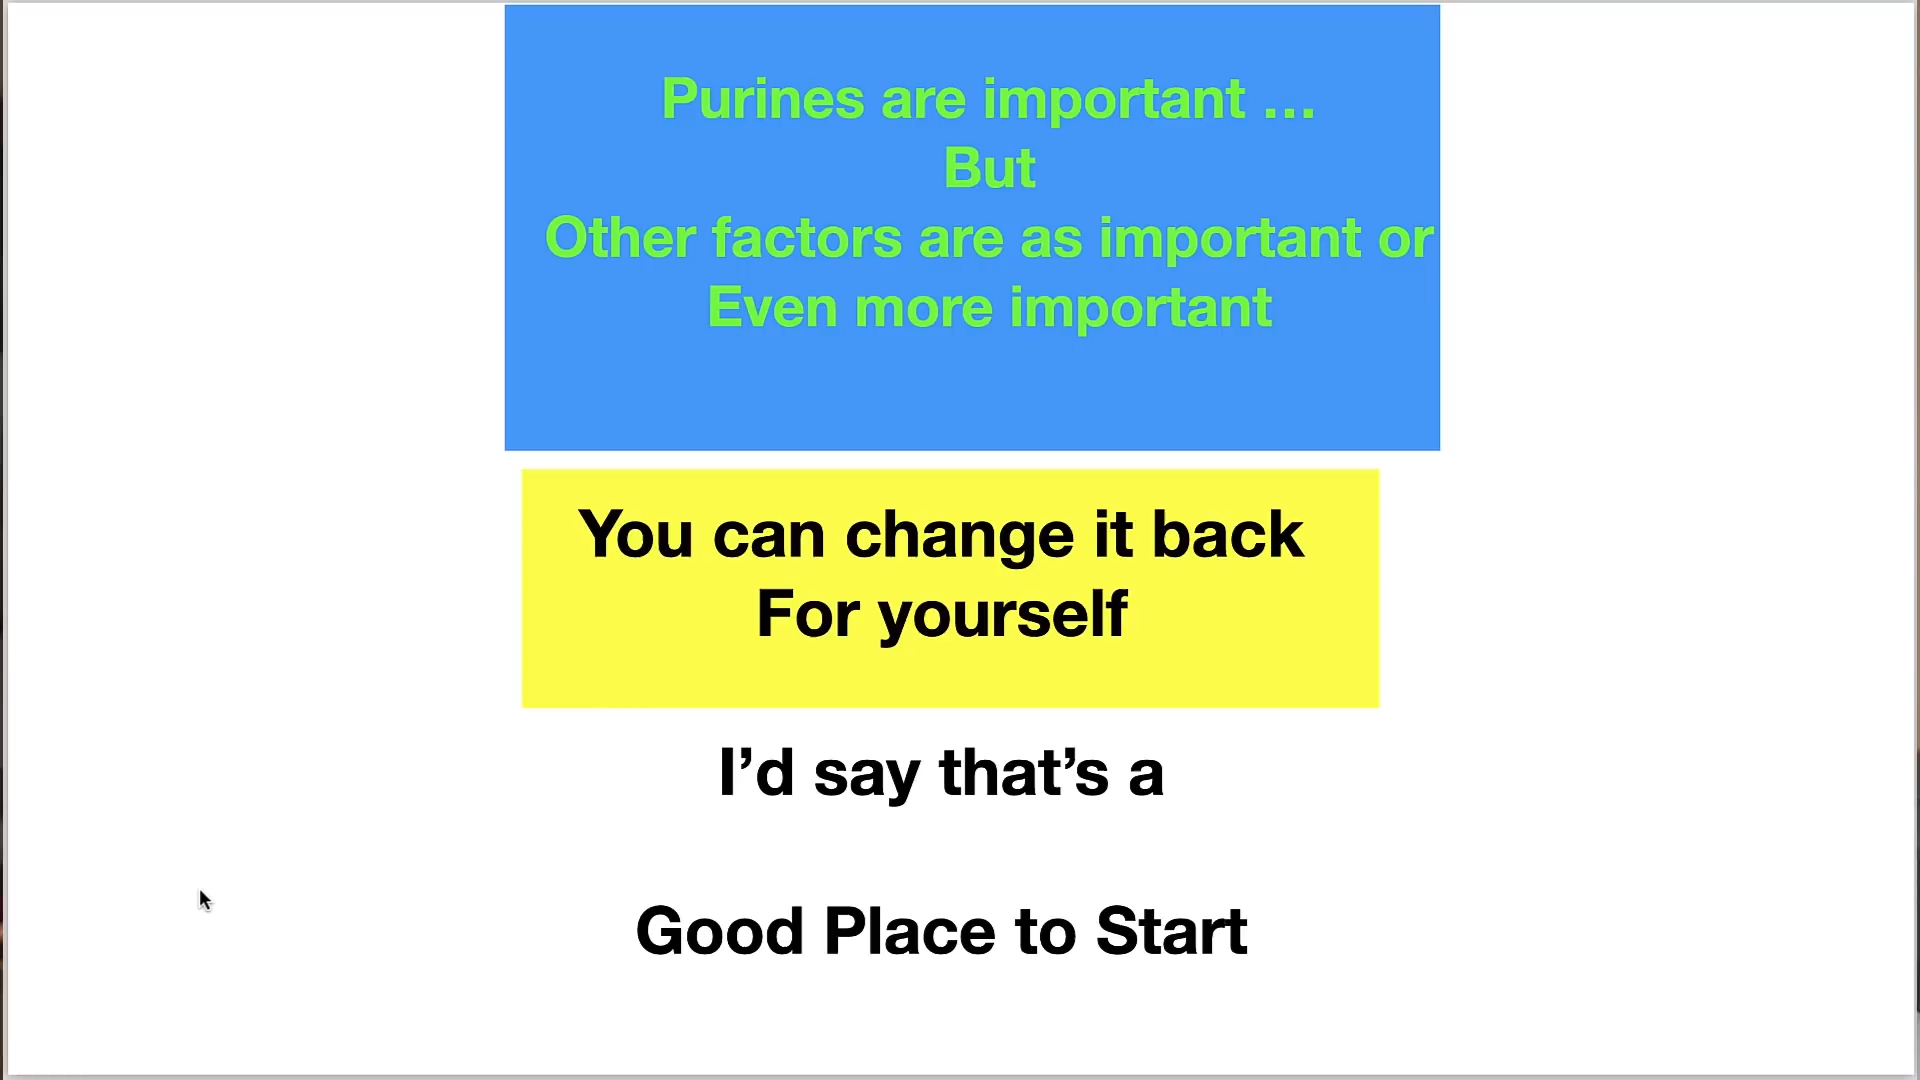 Purines are important …
But
Other factors are as important or
Even more important
You can change it back
For yourself
I’d say that’s a
Good Place to Start